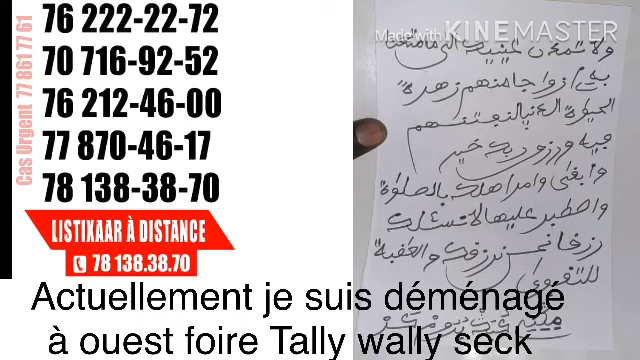 76 222-22-72
70 716-92-52
76 212-46-00
77 870-46-17
78 138-38-70
Cas Urgent 77 861 77 61
LISTIXAAR À DISTANCE
78 138.38.70
Made with KINEMASTER
ولا تمدن عينيك الى ما متعنا
به أزواجا منهم زهرة
الحيوة الدنيا لنفتنهم
فيه ورزق ربك خير
وأبقى وامر اهلك بالصلوة
واصطبر عليها لا نسئلك
رزقا نحن نرزقك والعقبة
للتقوى
Actuellement je suis déménagé
à ouest foire Tally wally seck